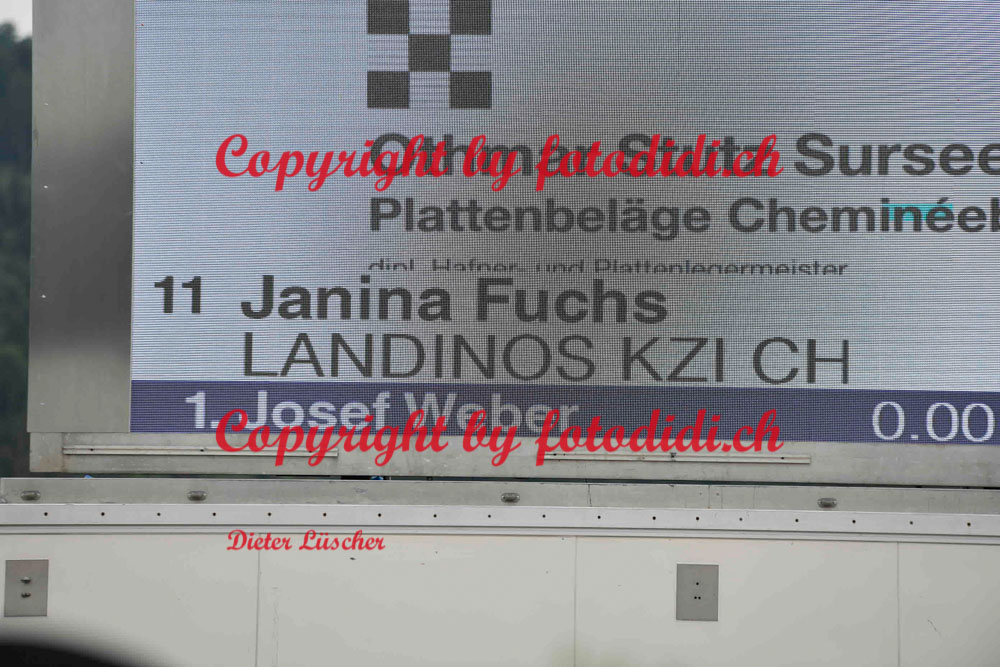 Othmar Stutz Sursee
Copyright by fotodidi.ch
Plattenbeläge Cheminéeb
dipl. Hafner- und Plattenlegermeister
11 Janina Fuchs
LANDINOS KZI CH
1. Josef Weber 0.00
Copyright by fotodidi.ch
Dieter Lüscher